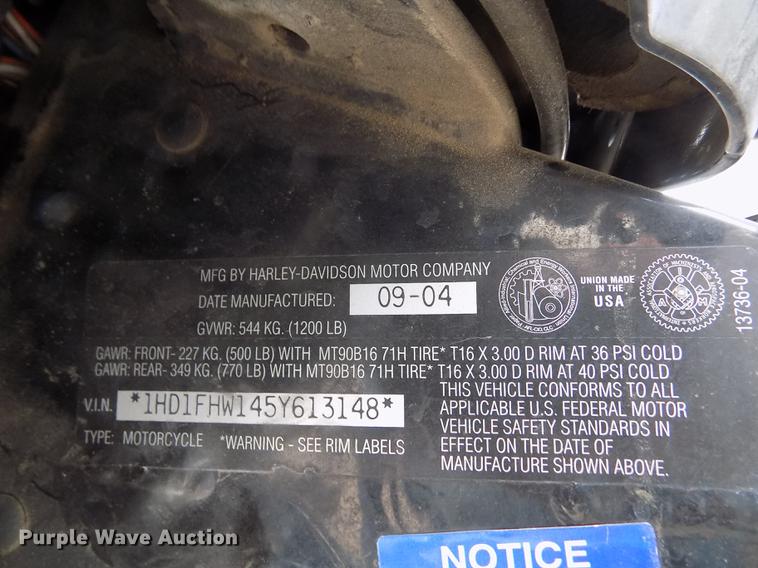 MFG BY HARLEY-DAVIDSON MOTOR COMPANY
DATE MANUFACTURED: 09-04
GVWR: 544 KG. (1200 LB)
UNION MADE
IN THE
USA
13736-04
GAWR: FRONT- 227 KG. (500 LB) WITH MT90B16 71H TIRE* T16 X 3.00 D RIM AT 36 PSI COLD
GAWR: REAR- 349 KG. (770 LB) WITH MT90B16 71H TIRE* T16 X 3.00 D RIM AT 40 PSI COLD
V.I.N. *1HD1FHW145Y613148*
TYPE: MOTORCYCLE *WARNING - SEE RIM LABELS
THIS VEHICLE CONFORMS TO ALL
APPLICABLE U.S. FEDERAL MOTOR
VEHICLE SAFETY STANDARDS IN
EFFECT ON THE DATE OF
MANUFACTURE SHOWN ABOVE.
NOTICE
Purple Wave Auction